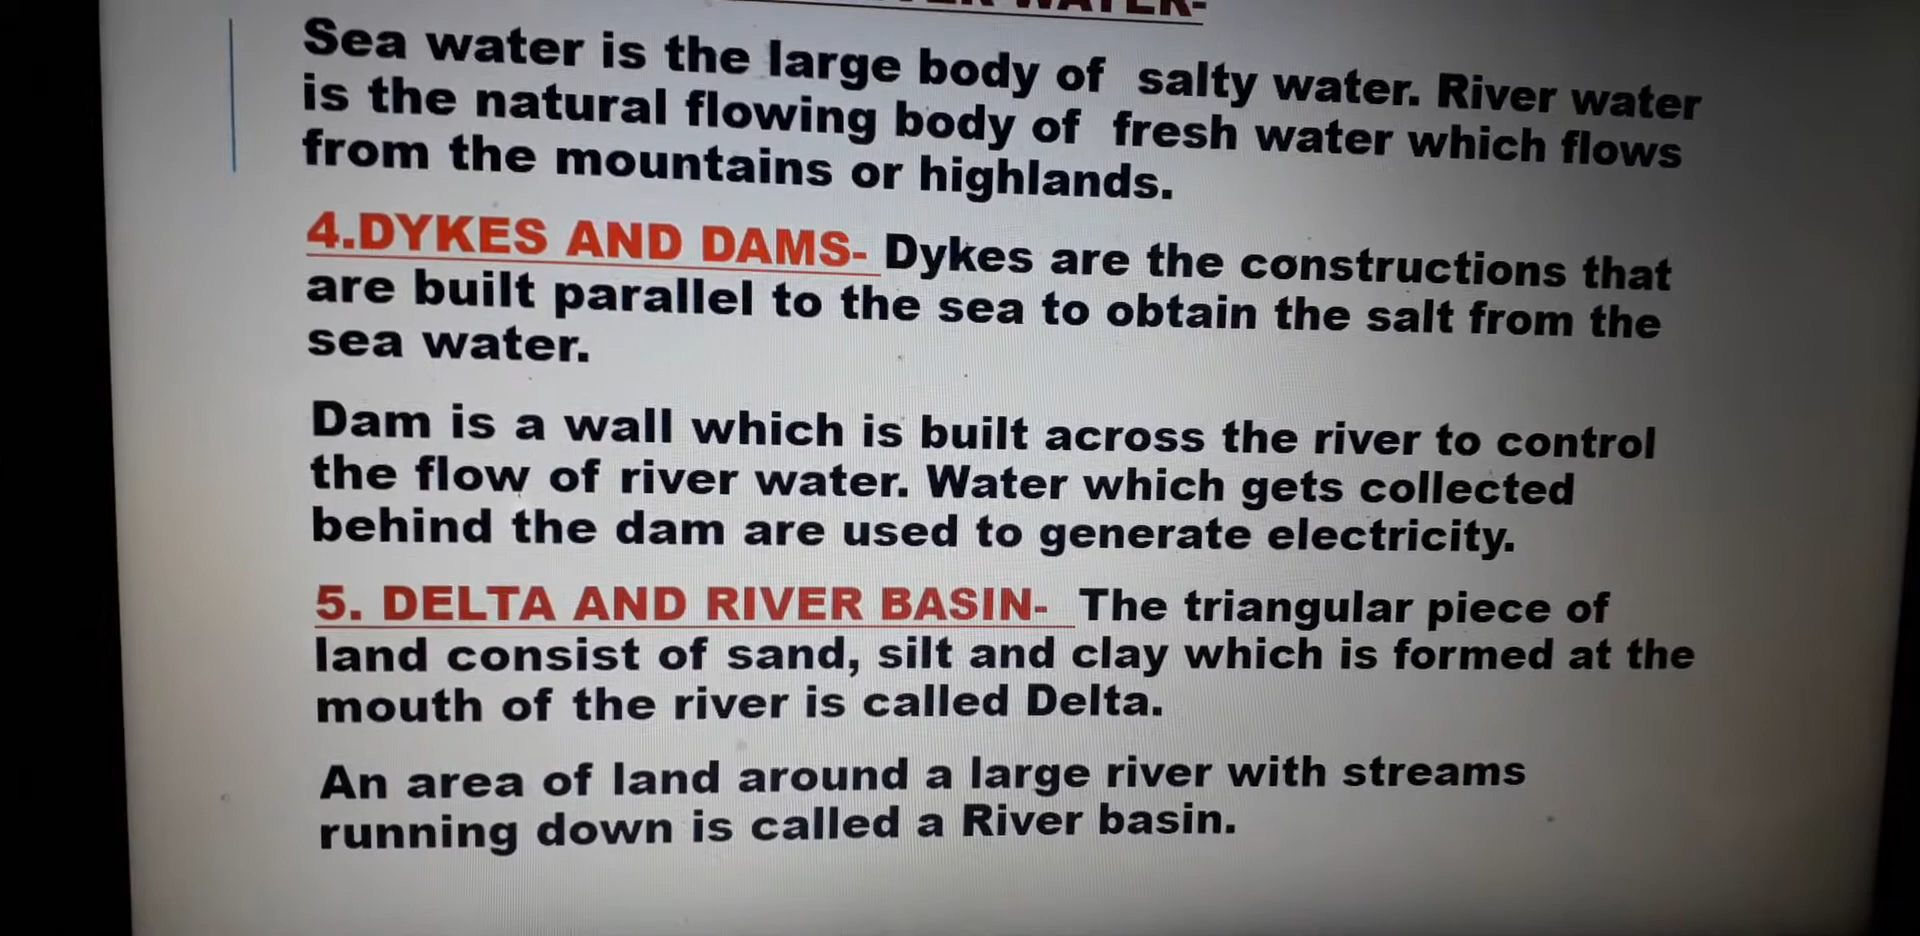 WATER-
Sea water is the large body of salty water. River water
is the natural flowing body of fresh water which flows
from the mountains or highlands.
4.DYKES AND DAMS- Dykes are the constructions that
are built parallel to the sea to obtain the salt from the
sea water.
Dam is a wall which is built across the river to control
the flow of river water. Water which gets collected
behind the dam are used to generate electricity.
5. DELTA AND RIVER BASIN- The triangular piece of
land consist of sand, silt and clay which is formed at the
mouth of the river is called Delta.
An area of land around a large river with streams
running down is called a River basin.